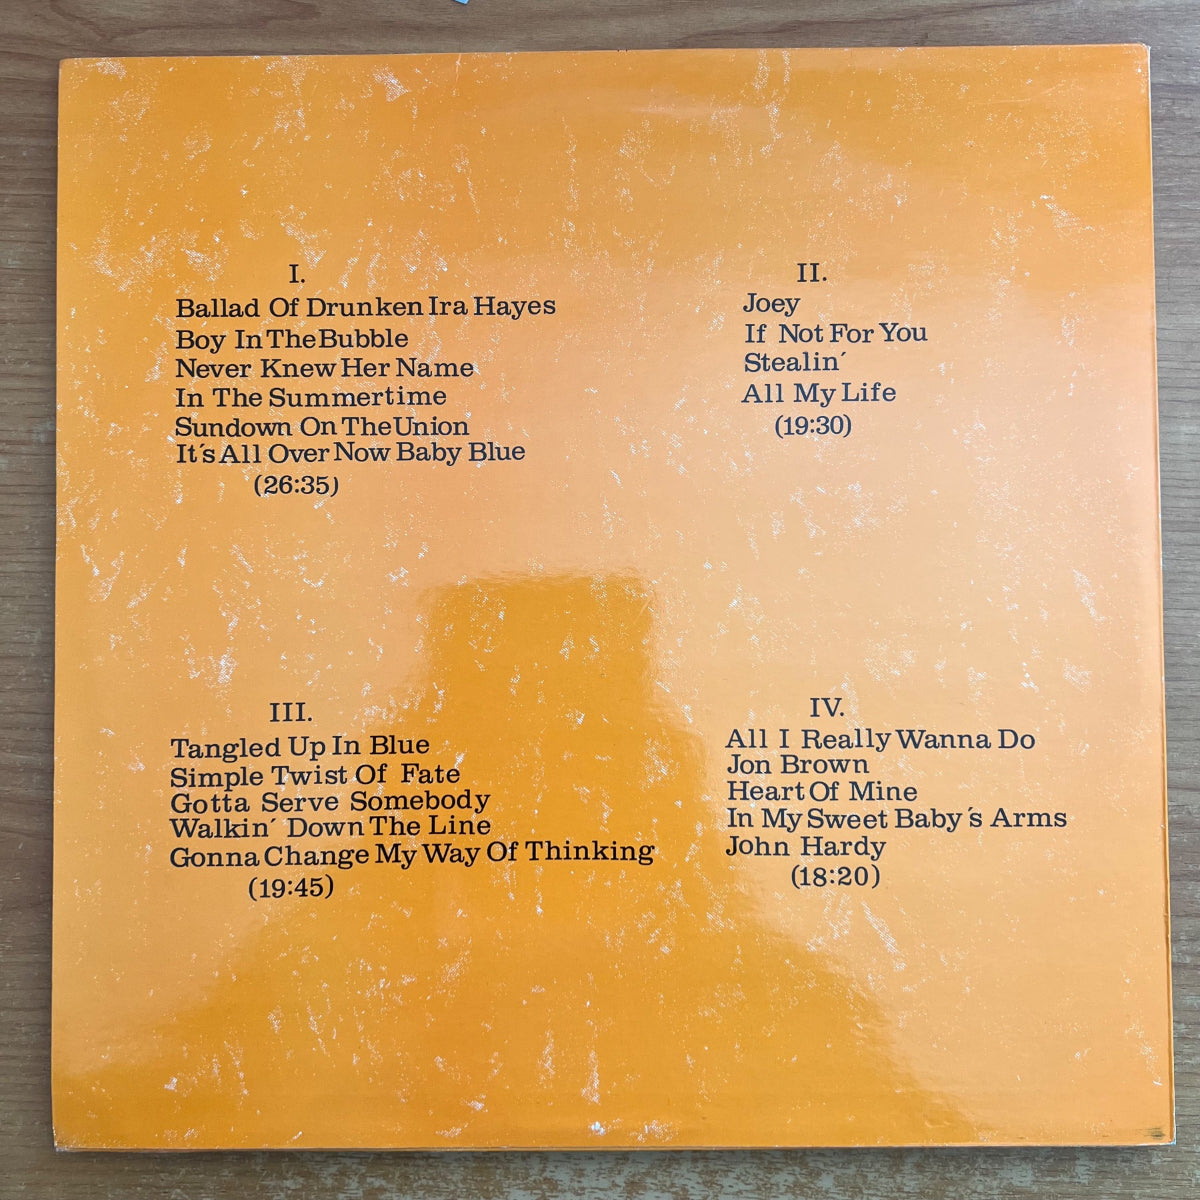 I.
Ballad Of Drunken Ira Hayes
Boy In The Bubble
Never Knew Her Name
In The Summertime
Sundown On The Union
It´s All Over Now Baby Blue
(26:35)
II.
Joey
If Not For You
Stealin´
All My Life
(19:30)
III.
Tangled Up In Blue
Simple Twist Of Fate
Gotta Serve Somebody
Walkin´ Down The Line
Gonna Change My Way Of Thinking
(19:45)
IV.
All I Really Wanna Do
Jon Brown
Heart Of Mine
In My Sweet Baby´s Arms
John Hardy
(18:20)